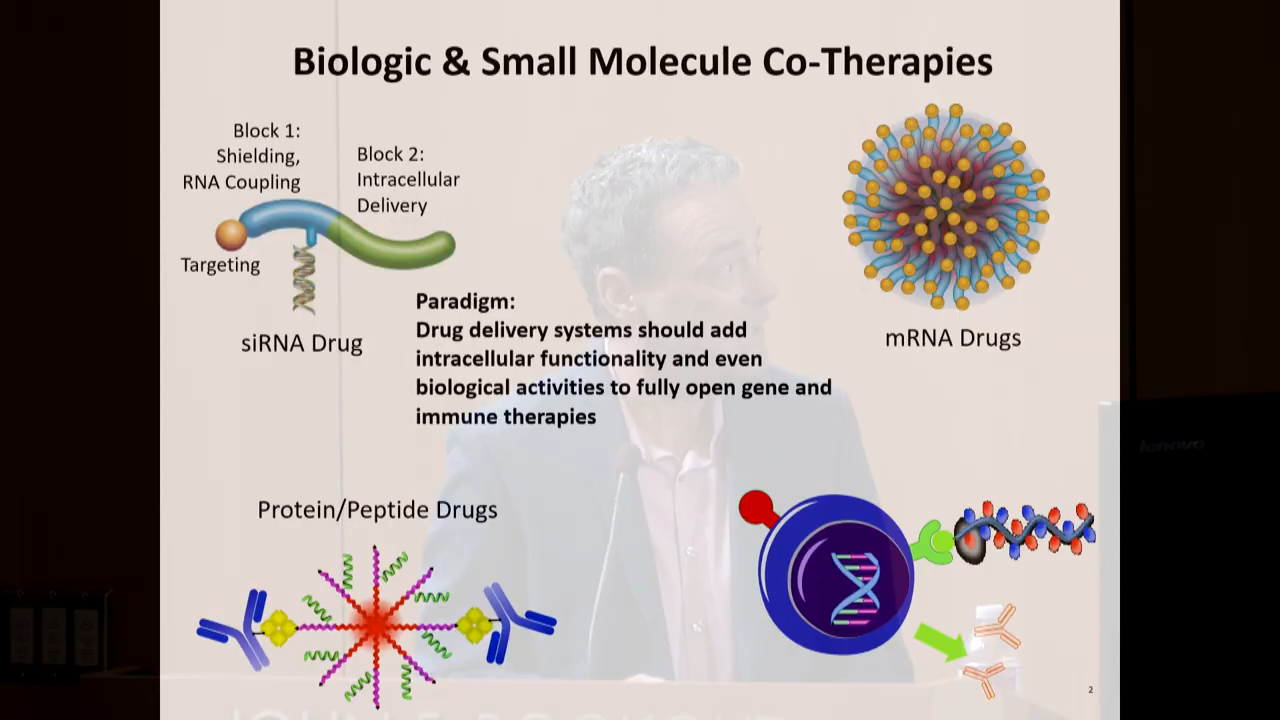 Biologic & Small Molecule Co-Therapies
Block 1:
Shielding,
RNA Coupling
Block 2:
Intracellular
Delivery
Targeting
siRNA Drug
mRNA Drugs
Paradigm:
Drug delivery systems should add
intracellular functionality and even
biological activities to fully open gene and
immune therapies
Protein/Peptide Drugs
lenovo
2